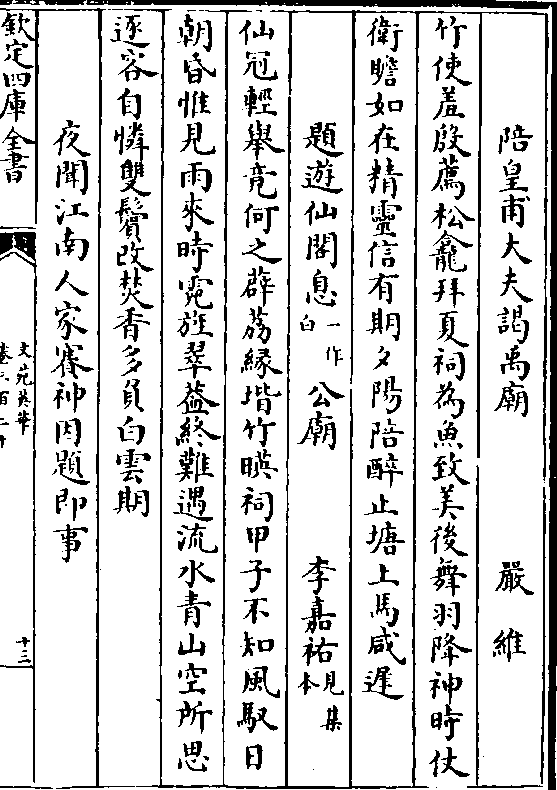 陪皇甫大夫謁禹廟　嚴維
竹使羞殷薦松龕拜夏祠為魚致美後舞羽降神時仗
衛瞻如在精靈信有期夕陽陪醉止塘上馬咸遲
題遊仙閣息一作白公廟　李嘉祐見集本
仙冠輕舉竟何之薜荔緣堦竹暎祠甲子不知風馭日
朝昏惟見雨來時霓旌翠葢終難遇流水青山空所思
逐客自憐雙鬢改焚香多負白雲期
夜聞江南人家賽神因題即事
欽定四庫全書
文苑英華
十三